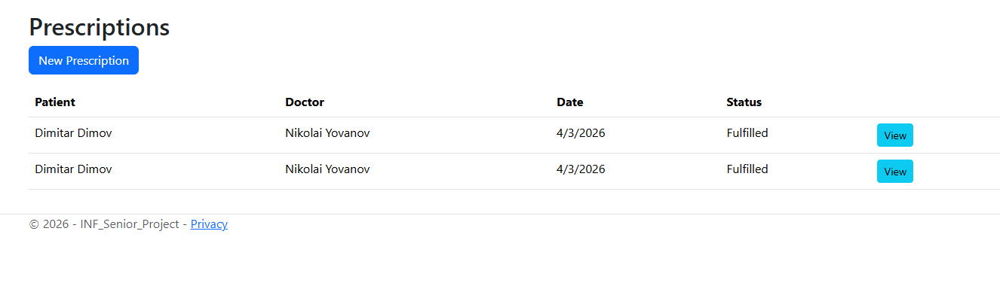 Prescriptions
New Prescription
Patient Doctor Date Status
Dimitar Dimov Nikolai Yovanov 4/3/2026 Fulfilled View
Dimitar Dimov Nikolai Yovanov 4/3/2026 Fulfilled View
© 2026 - INF_Senior_Project - Privacy